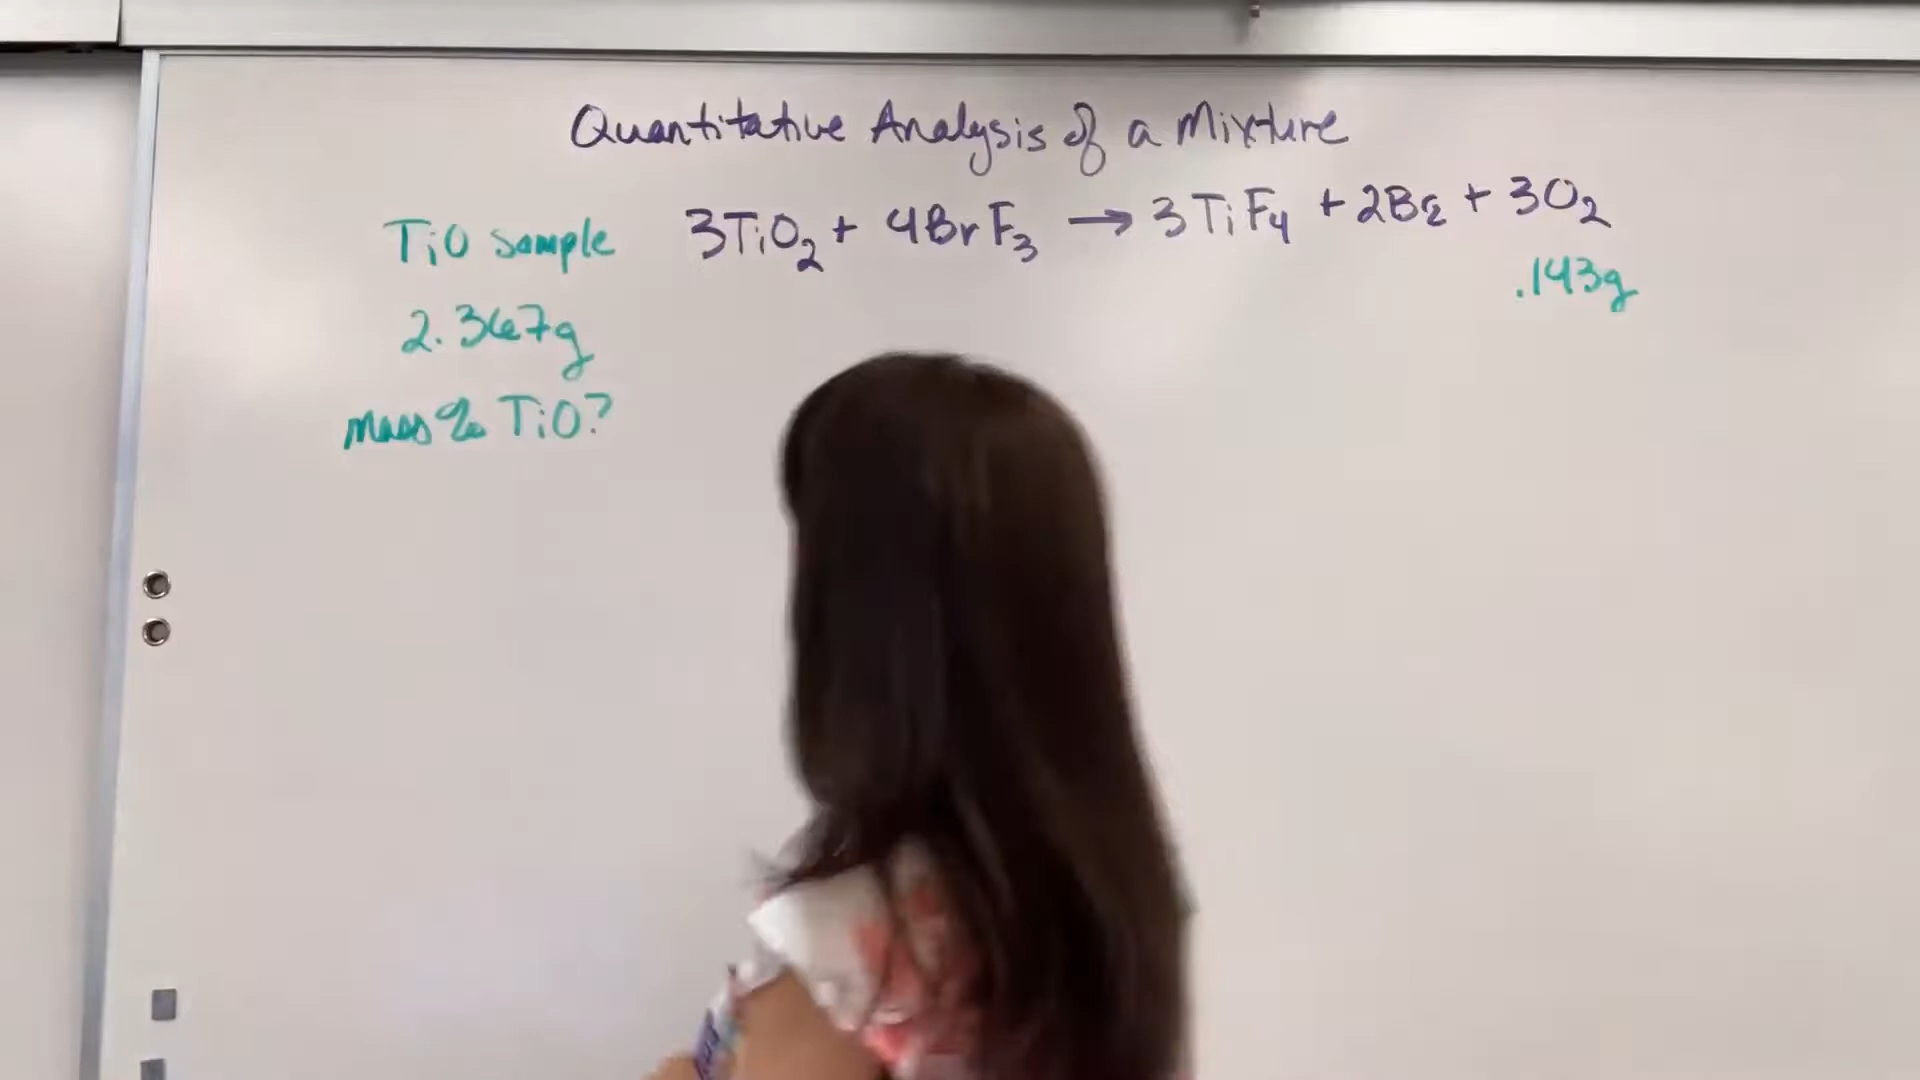 Quantitative Analysis of a Mixture
TiO sample
3TiO2 + 4BrF3 → 3TiF4 + 2Br2 + 3O2
.143g
2.367g
mass % TiO?